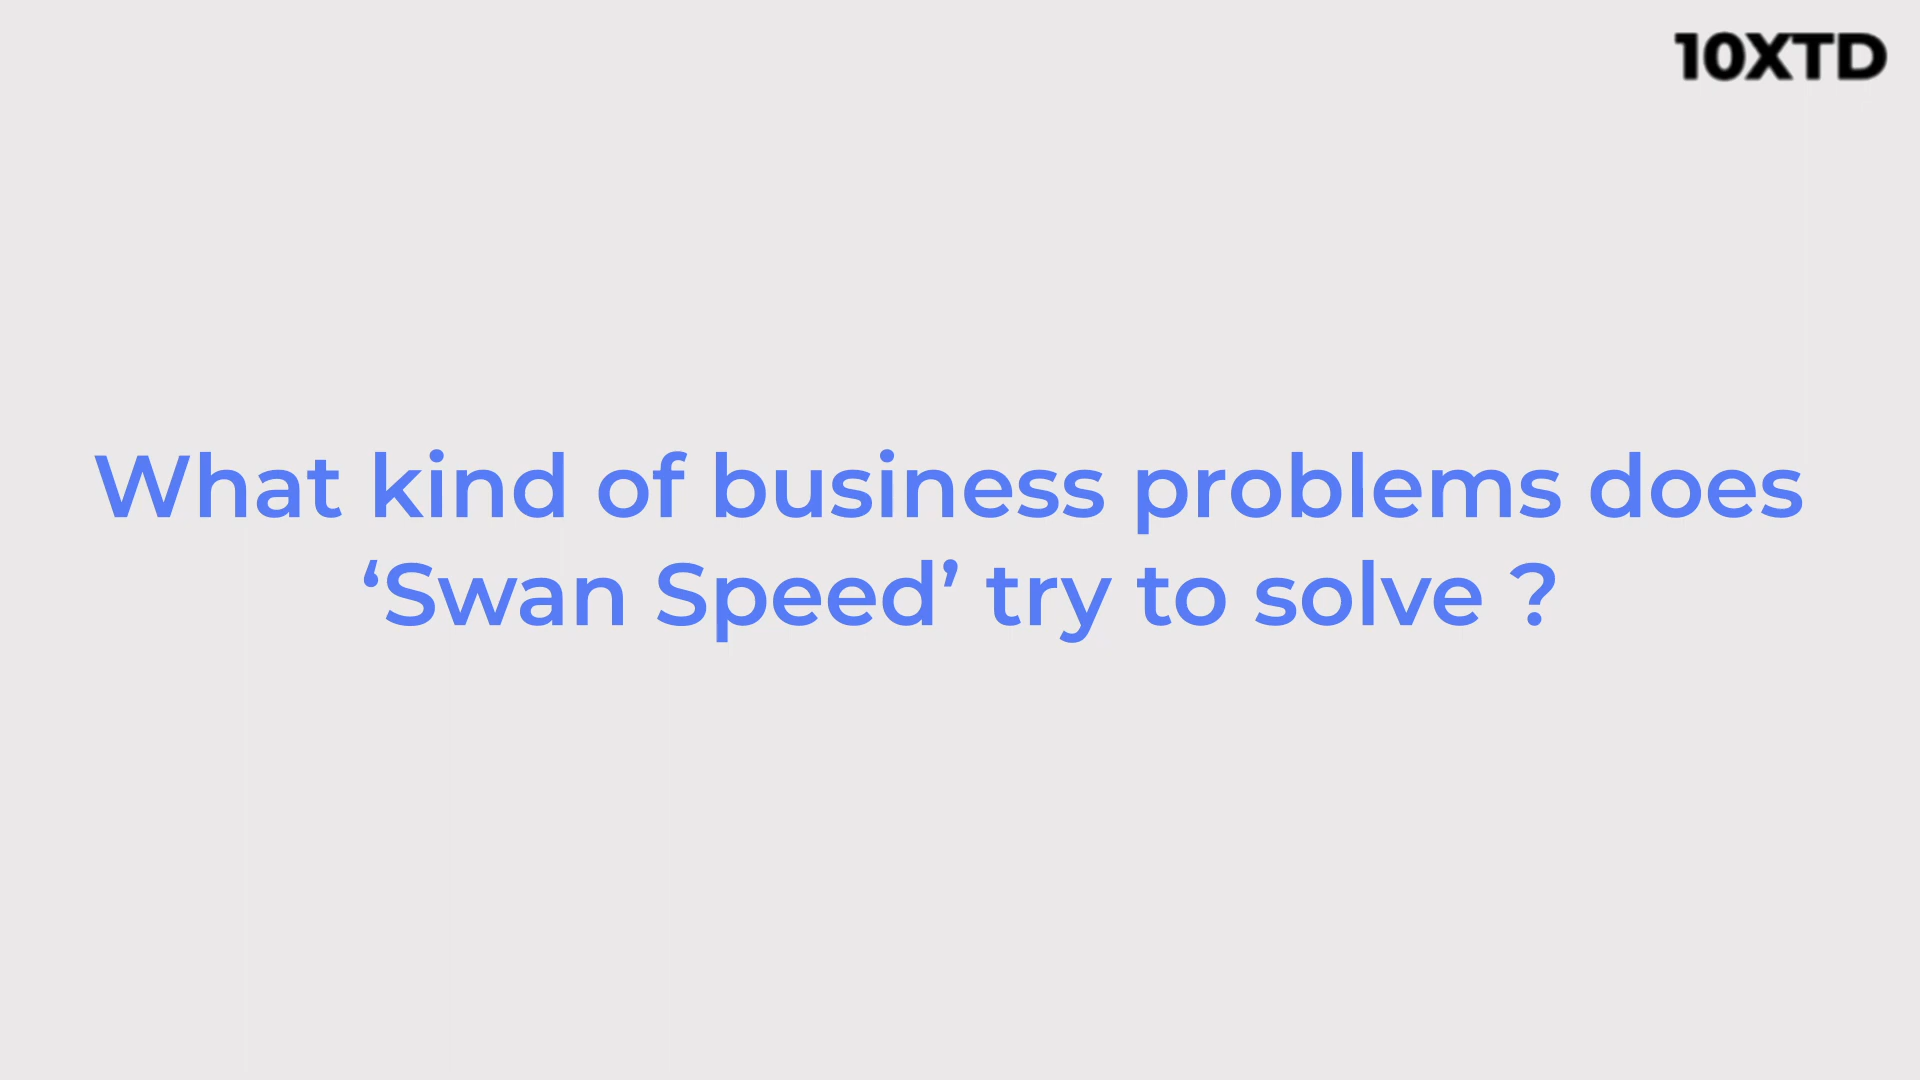 10XTD
What kind of business problems does
‘Swan Speed’ try to solve ?